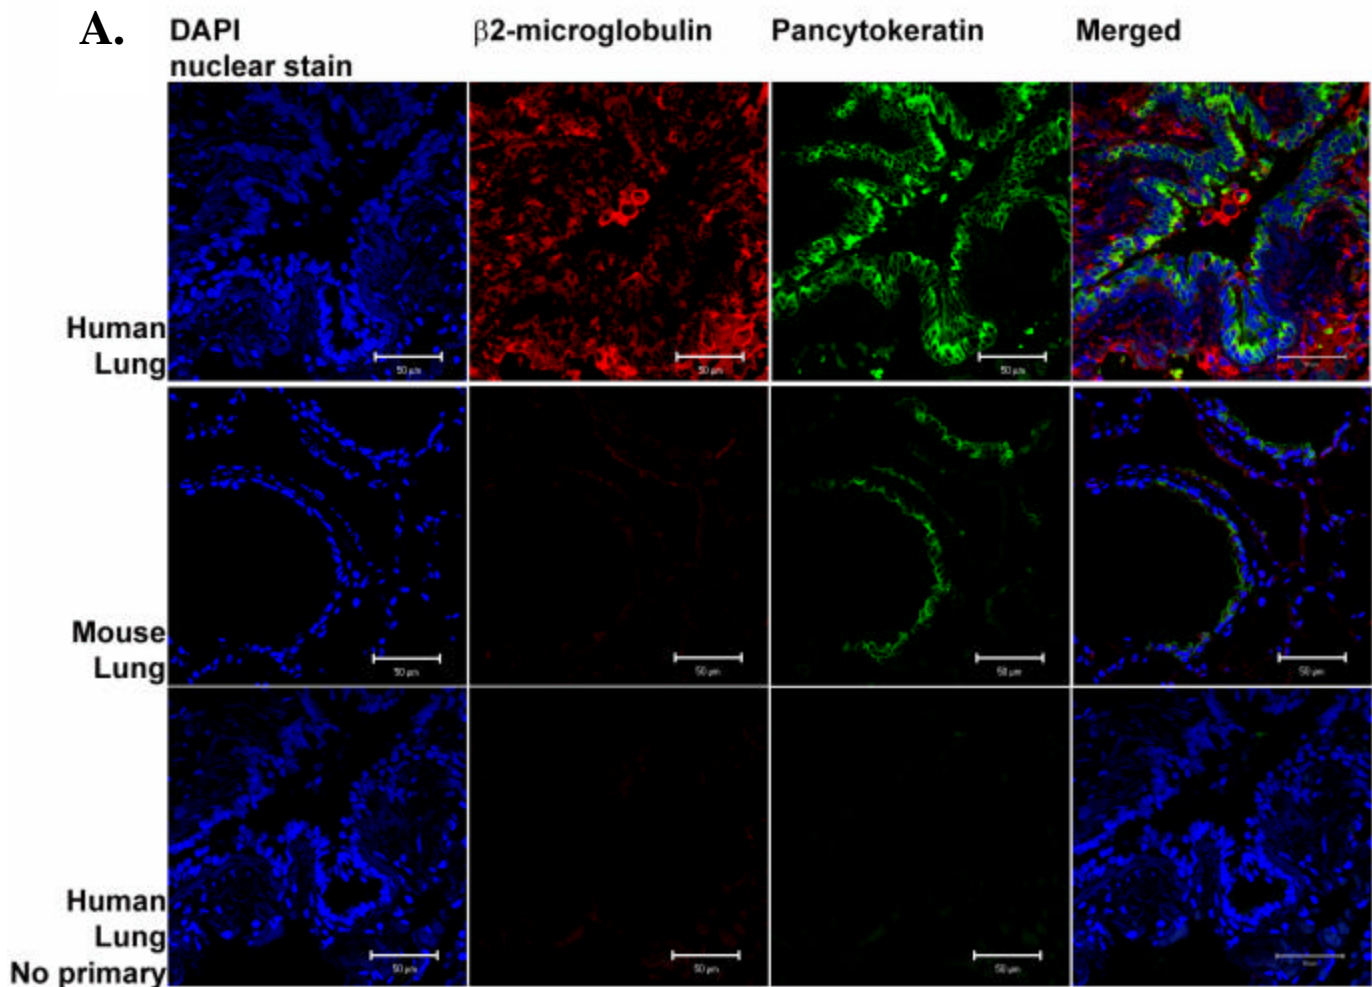 A.
DAPI
nuclear stain
β2-microglobulin
Pancytokeratin
Merged
Human
Lung
50 µm
50 µm
50 µm
Mouse
Lung
50 µm
50 µm
50 µm
50 µm
Human
Lung
No primary
50 µm
50 µm
50 µm